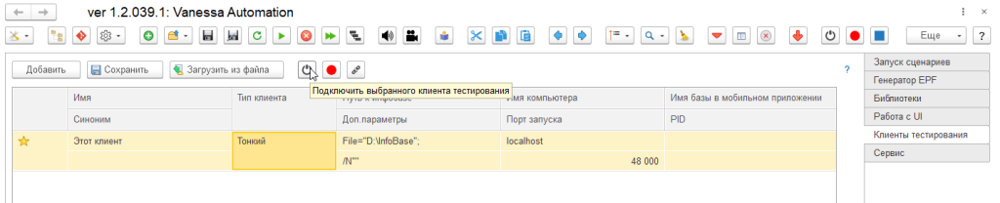 ver 1.2.039.1: Vanessa Automation
Еще
?
Добавить
Сохранить
Загрузить из файла
?
Подключить выбранного клиента тестирования
Имя
Тип клиента
Путь к инфобазе
Имя компьютера
Имя базы в мобильном приложении
Синоним
Доп.параметры
Порт запуска
PID
Этот клиент
Тонкий
File="D:\InfoBase";
localhost
/N""
48 000
Запуск сценариев
Генератор EPF
Библиотеки
Работа с UI
Клиенты тестирования
Сервис